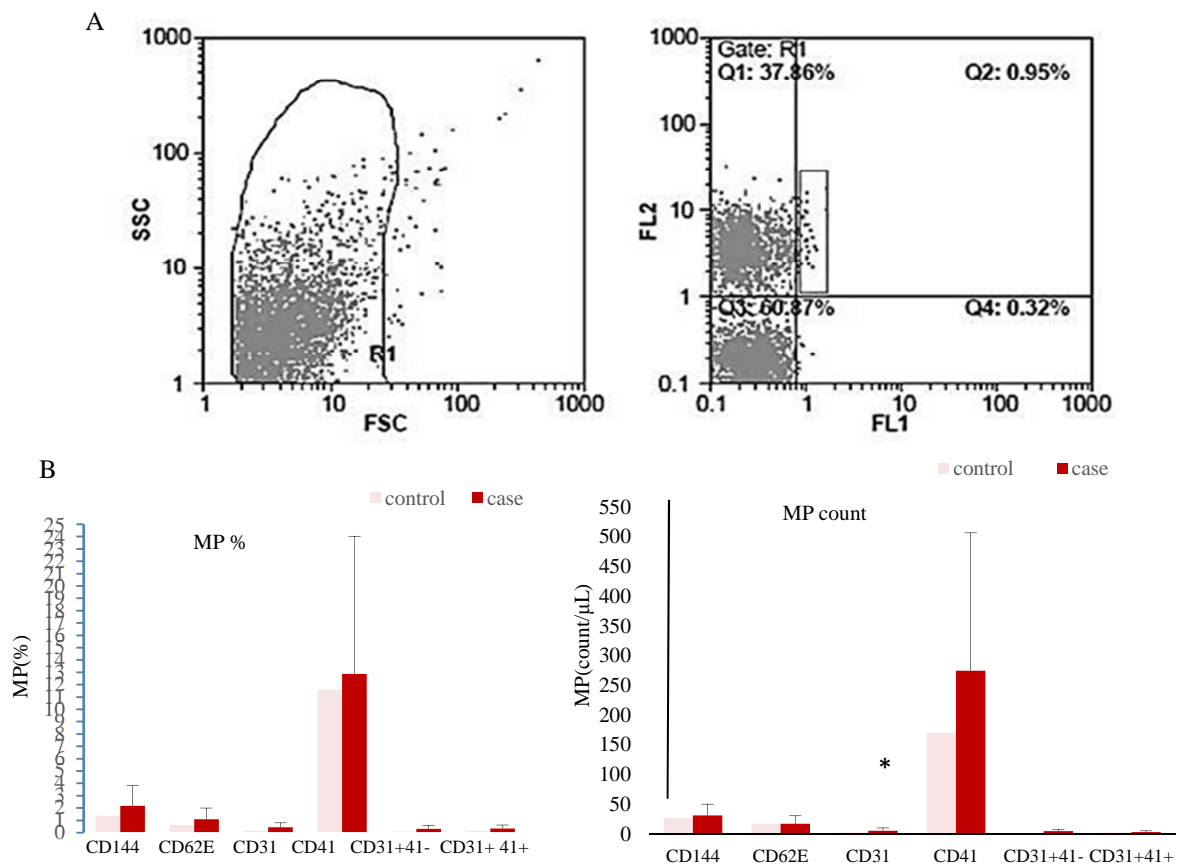 A
1000
100
10
1
SSC
1
10
100
1000
FSC
R1
1000
100
10
1
0.1
FL2
Gate: R1
Q1: 37.86%
Q2: 0.95%
Q3: 60.87%
Q4: 0.32%
0.1
1
10
100
1000
FL1
B
control
case
MP %
MP(%)
25
24
23
22
21
20
19
18
17
16
15
14
13
12
11
10
9
8
7
6
5
4
3
2
1
0
CD144
CD62E
CD31
CD41
CD31+41-
CD31+ 41+
control
case
MP count
MP(count/μL)
550
500
450
400
350
300
250
200
150
100
50
0
*
CD144
CD62E
CD31
CD41
CD31+41-
CD31+41+